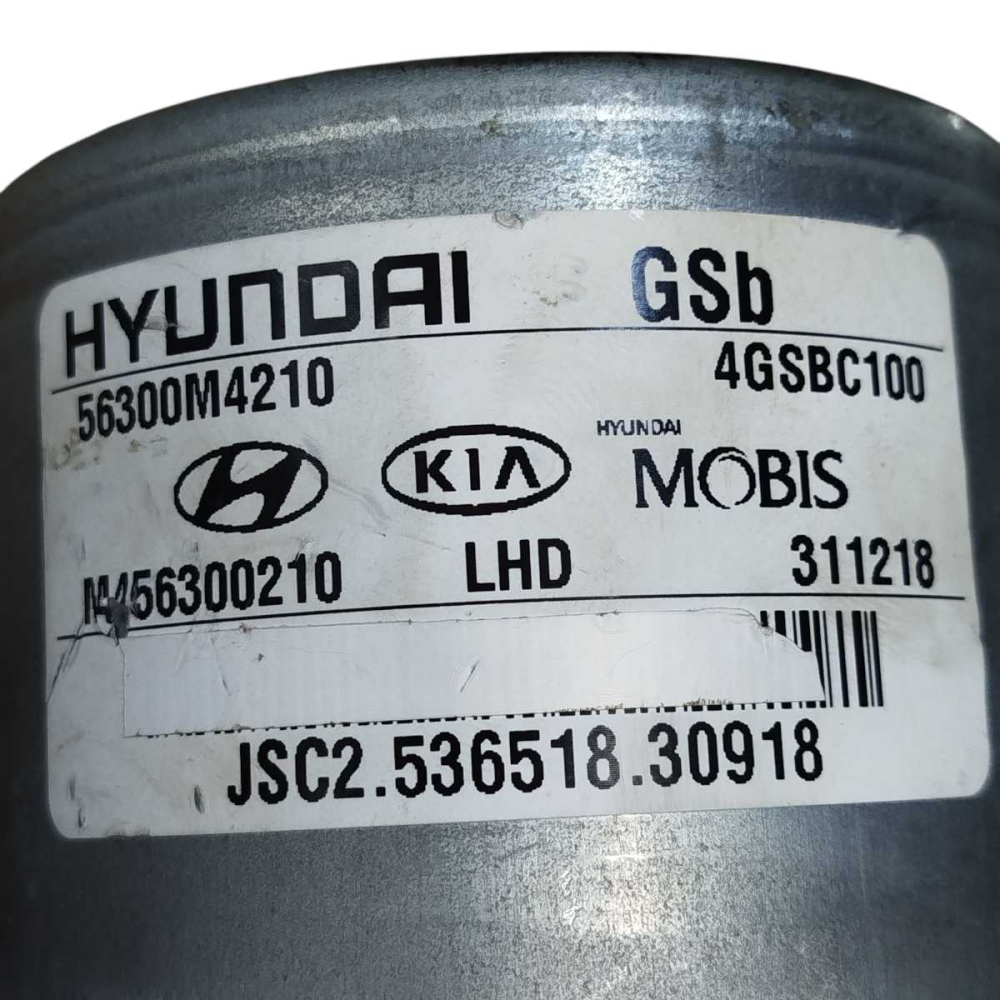 HYUNDAI GSb
56300M4210 4GSBC100
KIA HYUNDAI MOBIS
M456300210 LHD 311218
JSC2.536518.30918